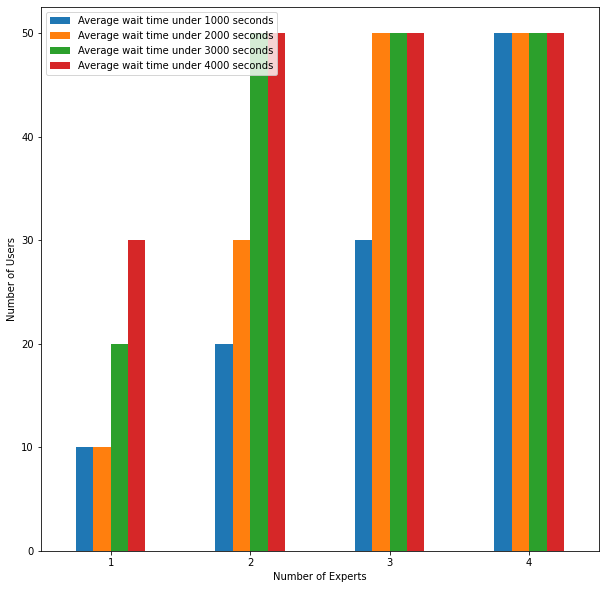 Average wait time under 1000 seconds
Average wait time under 2000 seconds
Average wait time under 3000 seconds
Average wait time under 4000 seconds
50
40
30
20
10
0
Number of Users
1 2 3 4
Number of Experts